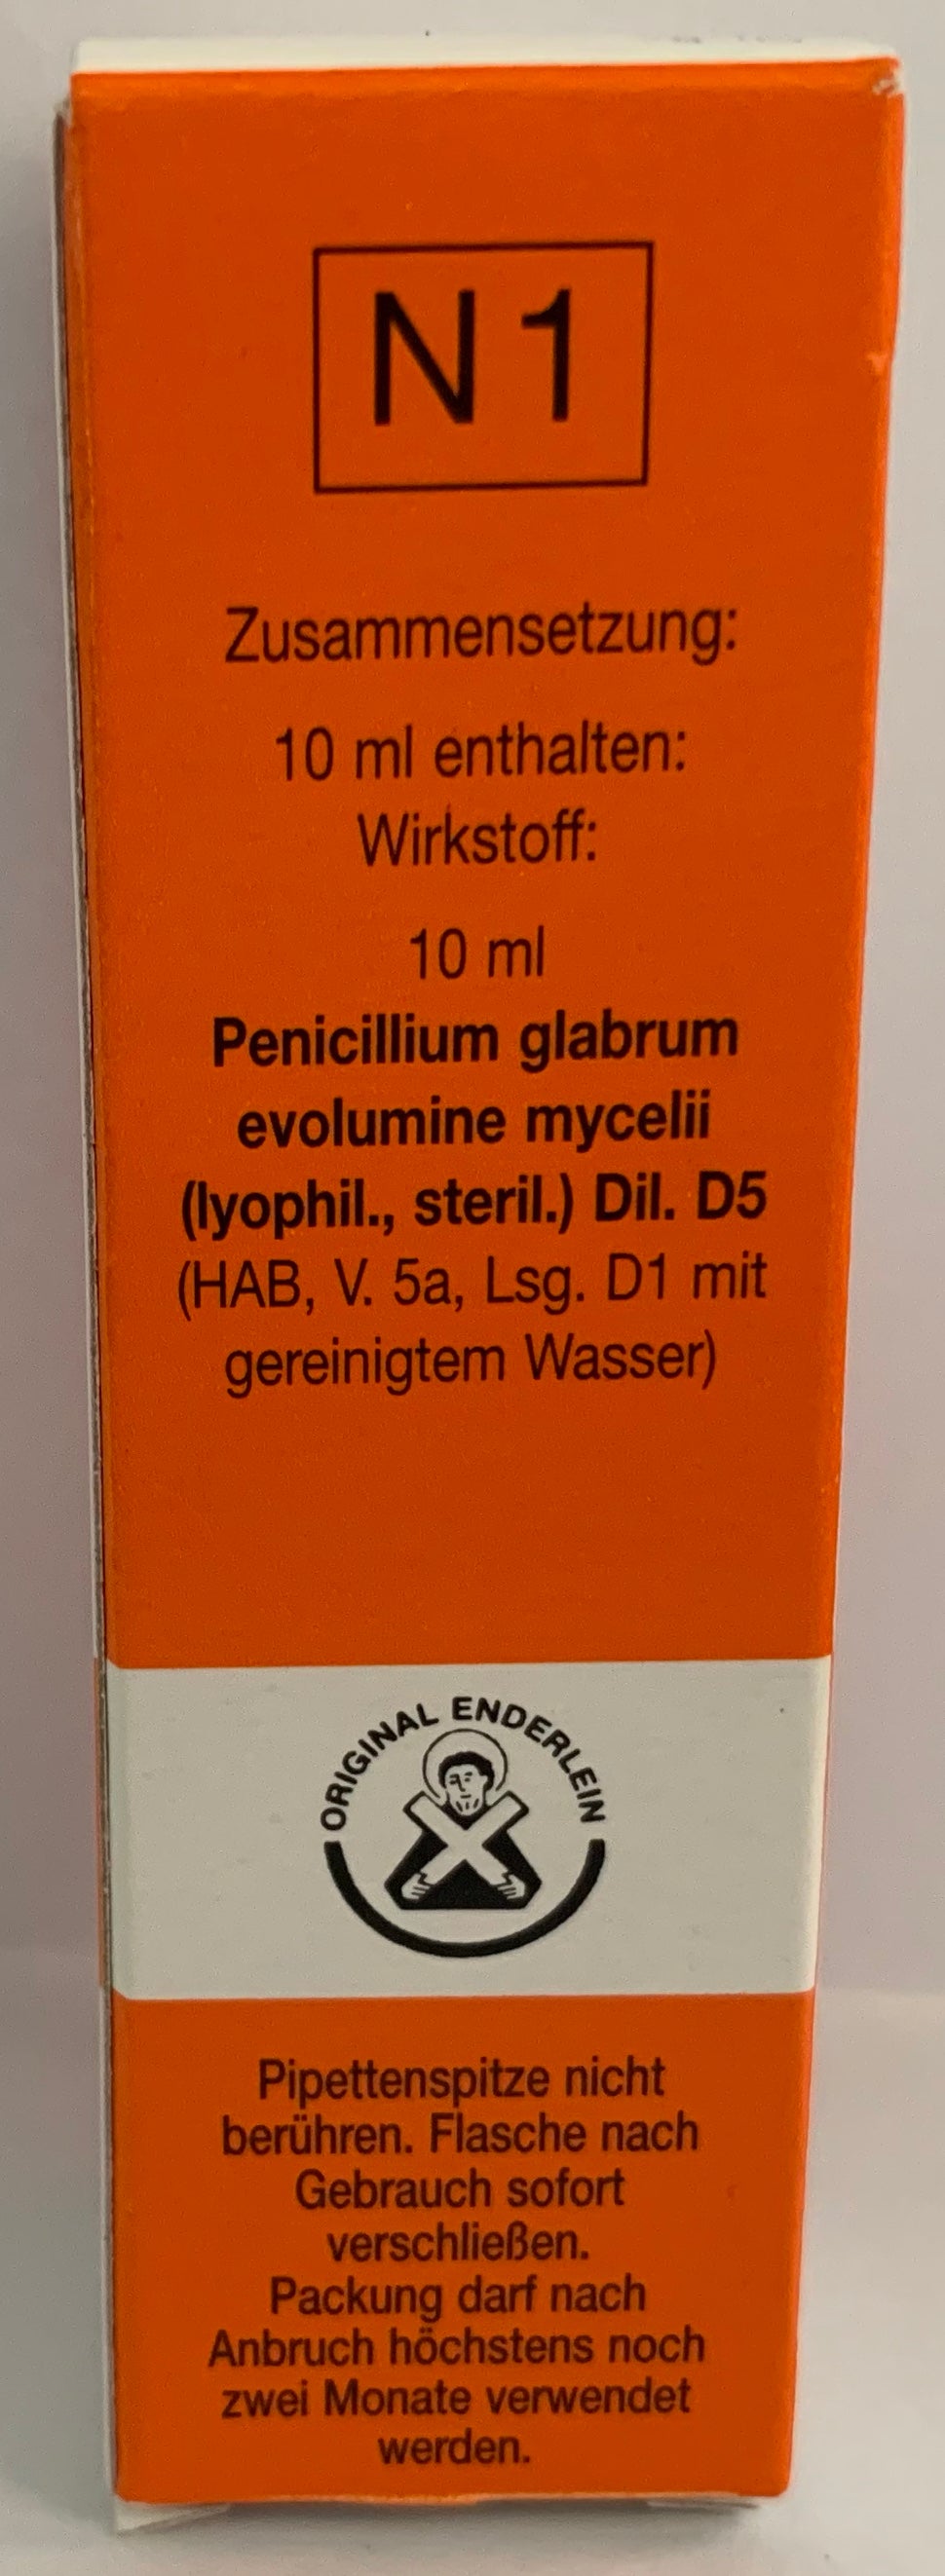 N1
Zusammensetzung:
10 ml enthalten:
Wirkstoff:
10 ml
Penicillium glabrum
evolumine mycelii
(lyophil., steril.) Dil. D5
(HAB, V. 5a, Lsg. D1 mit
gereinigtem Wasser)
ORIGINAL ENDERLEIN
Pipettenspitze nicht
berühren. Flasche nach
Gebrauch sofort
verschließen.
Packung darf nach
Anbruch höchstens noch
zwei Monate verwendet
werden.